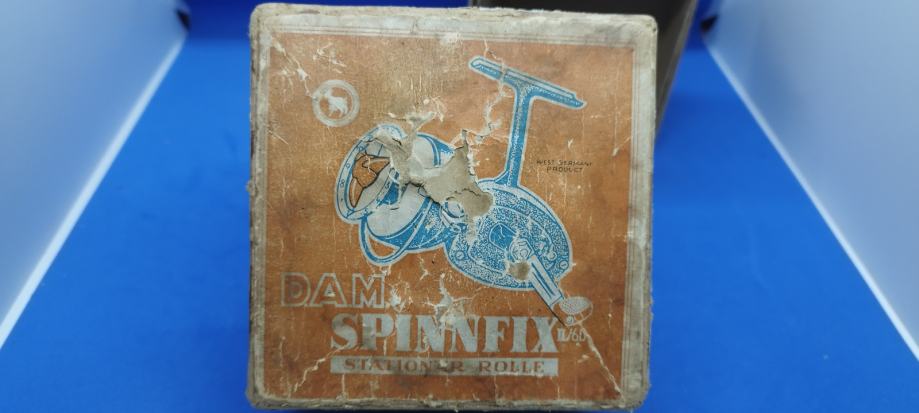 WEST GERMANY
PRODUCT
DAM
SPINNFIX II/60
STATIONÄR ROLLE